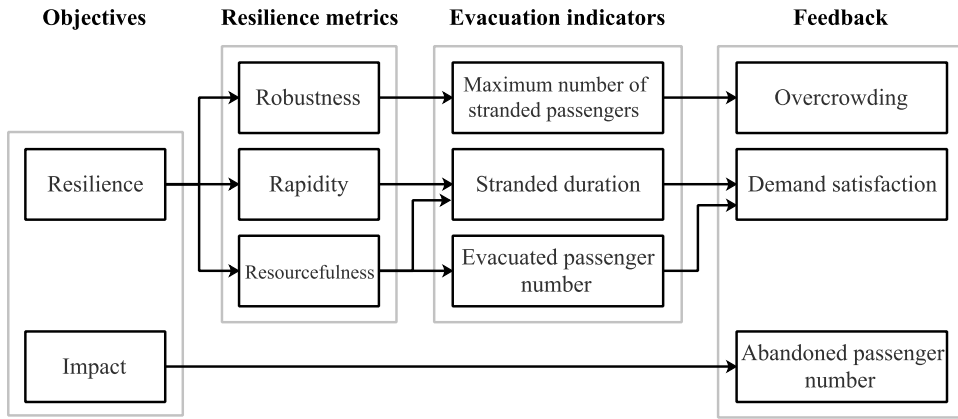 Objectives
Resilience metrics
Evacuation indicators
Feedback
Robustness
Maximum number of
stranded passengers
Overcrowding
Resilience
Rapidity
Stranded duration
Demand satisfaction
Resourcefulness
Evacuated passenger
number
Impact
Abandoned passenger
number